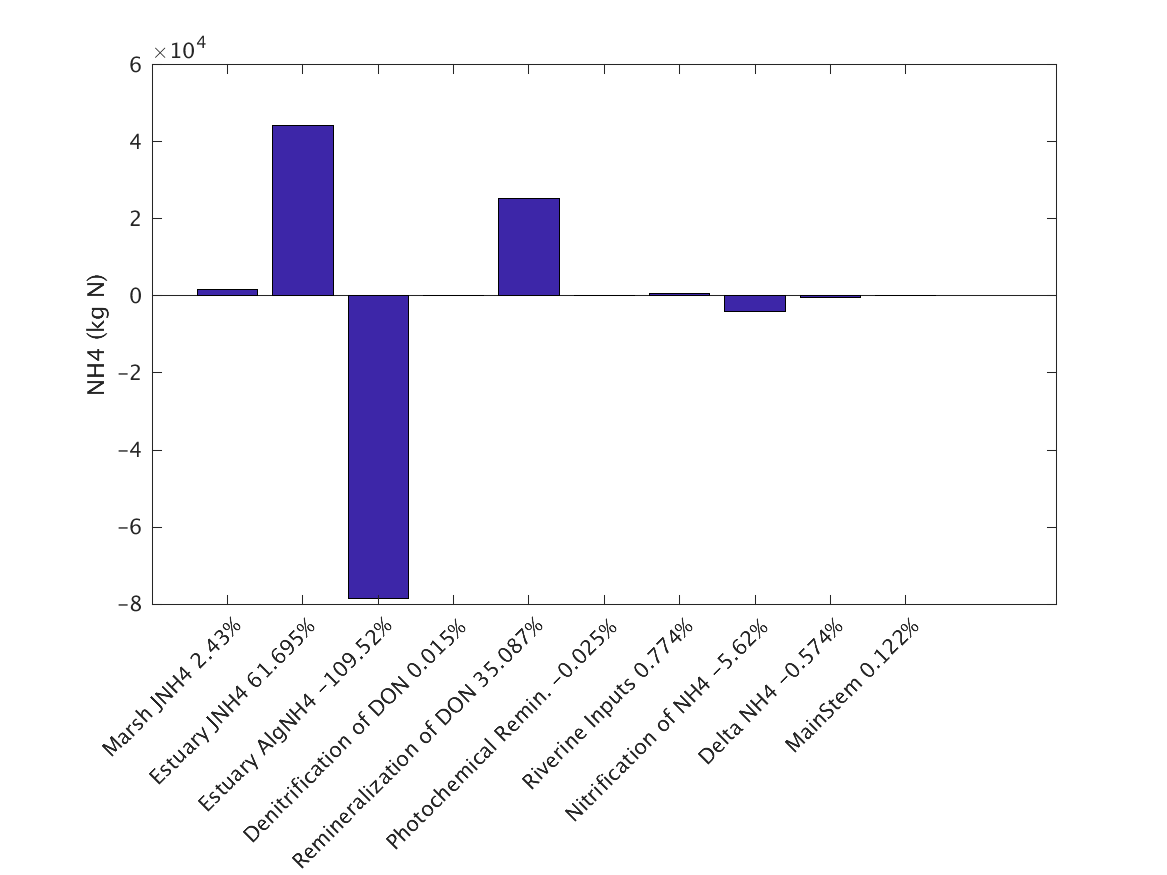 ×10^4
6
4
2
0
–2
–4
–6
–8
NH4 (kg N)
Marsh JNH4 2.43%
Estuary JNH4 61.695%
Estuary AlgNH4 –109.52%
Denitrification of DON 0.015%
Remineralization of DON 35.087%
Photochemical Remin. –0.025%
Riverine Inputs 0.774%
Nitrification of NH4 –5.62%
Delta NH4 –0.574%
MainStem 0.122%